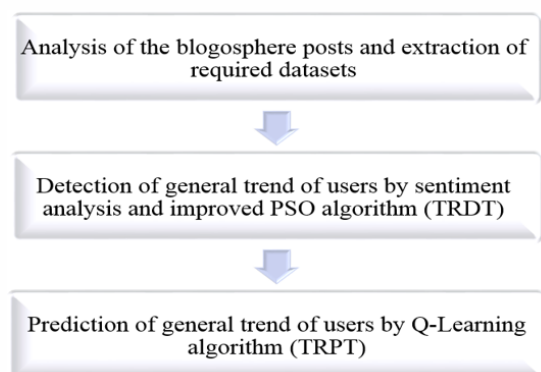 Analysis of the blogosphere posts and extraction of
required datasets
Detection of general trend of users by sentiment
analysis and improved PSO algorithm (TRDT)
Prediction of general trend of users by Q-Learning
algorithm (TRPT)